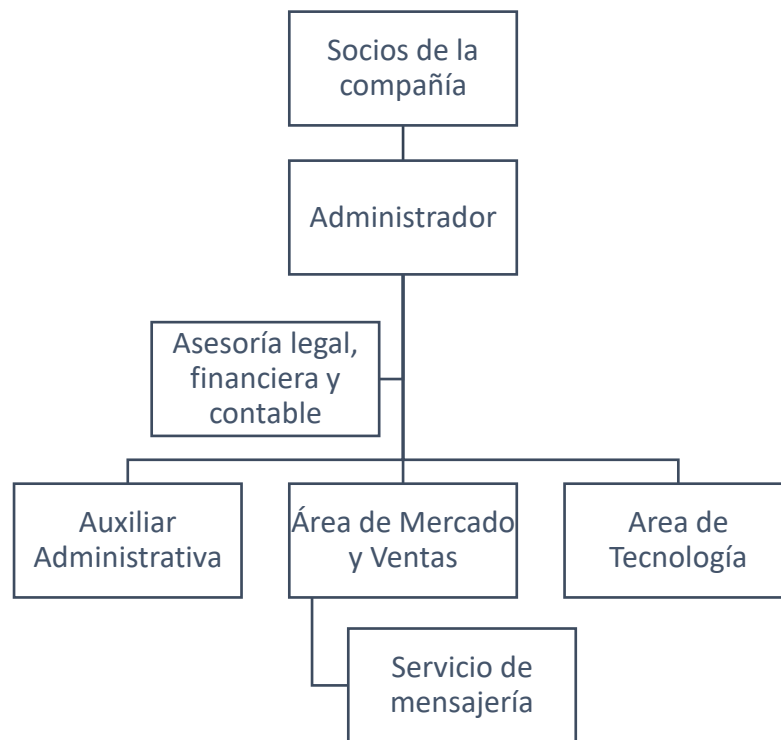 Socios de la
compañía
Administrador
Asesoría legal,
financiera y
contable
Auxiliar
Administrativa
Área de Mercado
y Ventas
Area de
Tecnología
Servicio de
mensajería